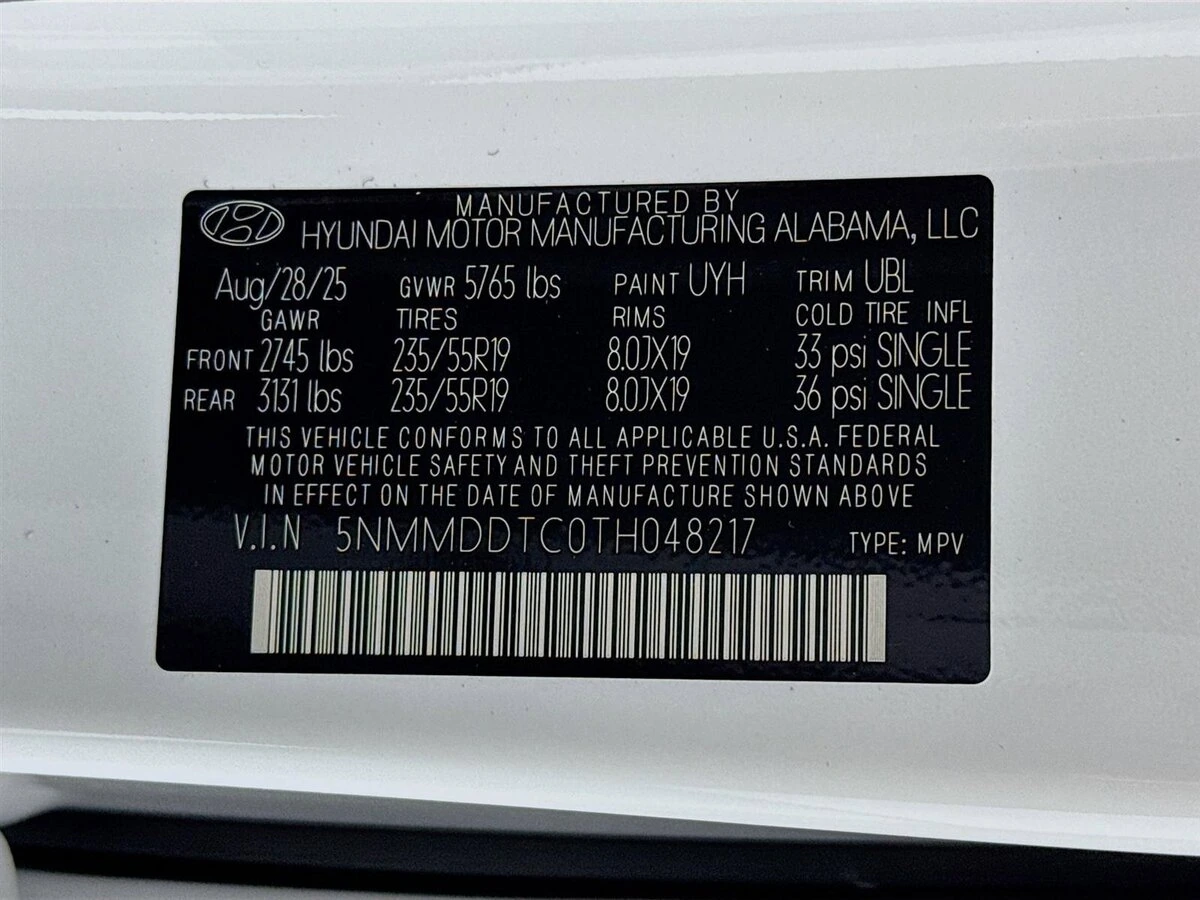 MANUFACTURED BY
HYUNDAI MOTOR MANUFACTURING ALABAMA, LLC
Aug/28/25 GVWR 5765 lbs PAINT UYH TRIM UBL
GAWR TIRES RIMS COLD TIRE INFL
FRONT 2745 lbs 235/55R19 8.0JX19 33 psi SINGLE
REAR 3131 lbs 235/55R19 8.0JX19 36 psi SINGLE
THIS VEHICLE CONFORMS TO ALL APPLICABLE U.S.A. FEDERAL
MOTOR VEHICLE SAFETY AND THEFT PREVENTION STANDARDS
IN EFFECT ON THE DATE OF MANUFACTURE SHOWN ABOVE
V.I.N 5NMMDDTC0TH048217 TYPE: MPV